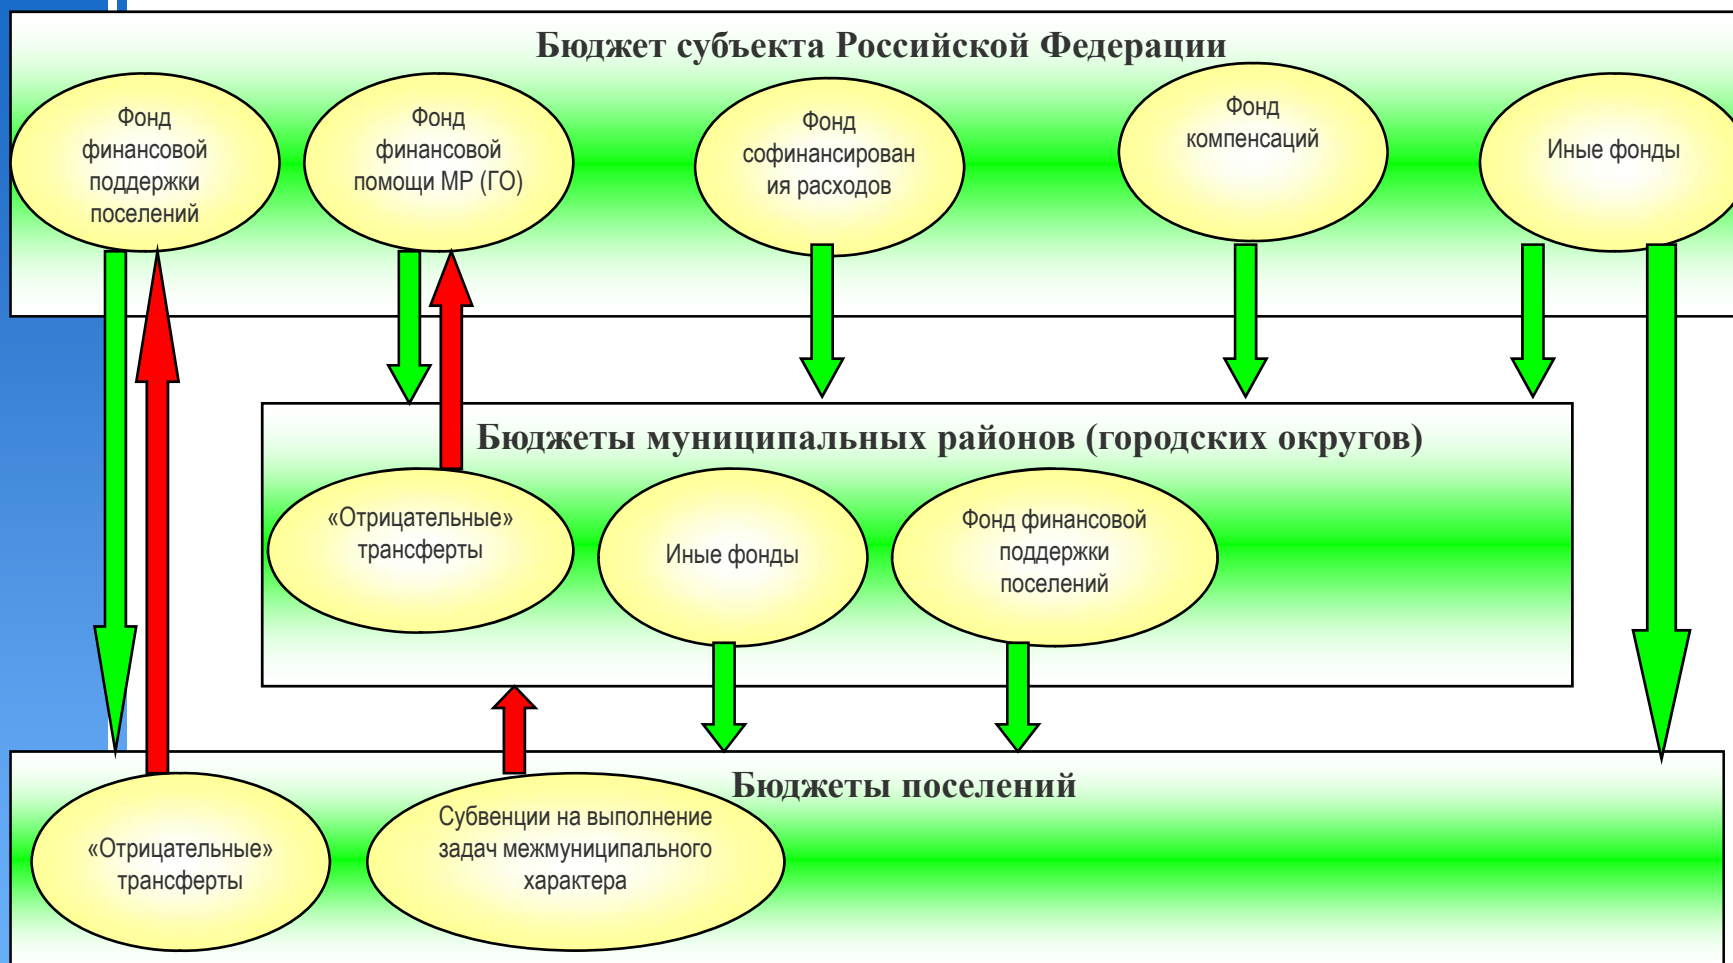 Бюджет субъекта Российской Федерации
Фонд
финансовой
поддержки
поселений
Фонд
финансовой
помощи МР (ГО)
Фонд
софинансирован
ия расходов
Фонд
компенсаций
Иные фонды
Бюджеты муниципальных районов (городских округов)
«Отрицательные»
трансферты
Иные фонды
Фонд финансовой
поддержки
поселений
Бюджеты поселений
«Отрицательные»
трансферты
Субвенции на выполнение
задач межмуниципального
характера